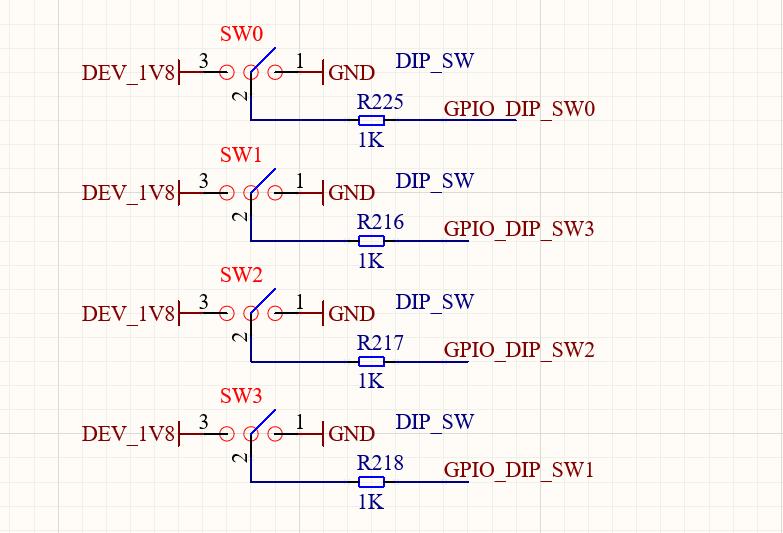 SW0
DEV_1V8 3 1 GND DIP_SW
2
R225 GPIO_DIP_SW0
1K
SW1
DEV_1V8 3 1 GND DIP_SW
2
R216 GPIO_DIP_SW3
1K
SW2
DEV_1V8 3 1 GND DIP_SW
2
R217 GPIO_DIP_SW2
1K
SW3
DEV_1V8 3 1 GND DIP_SW
2
R218 GPIO_DIP_SW1
1K